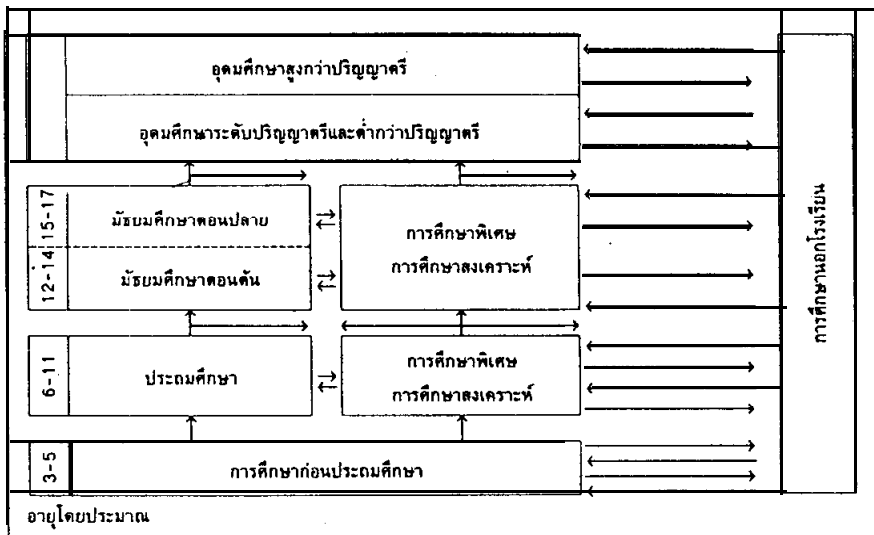 อุดมศึกษาสูงกว่าปริญญาตรี
อุดมศึกษาระดับปริญญาตรีและต่ำกว่าปริญญาตรี
15-17
มัธยมศึกษาตอนปลาย
12-14
มัธยมศึกษาตอนต้น
การศึกษาพิเศษ
การศึกษาสงเคราะห์
6-11
ประถมศึกษา
การศึกษาพิเศษ
การศึกษาสงเคราะห์
3-5
การศึกษาก่อนประถมศึกษา
การศึกษานอกโรงเรียน
อายุโดยประมาณ